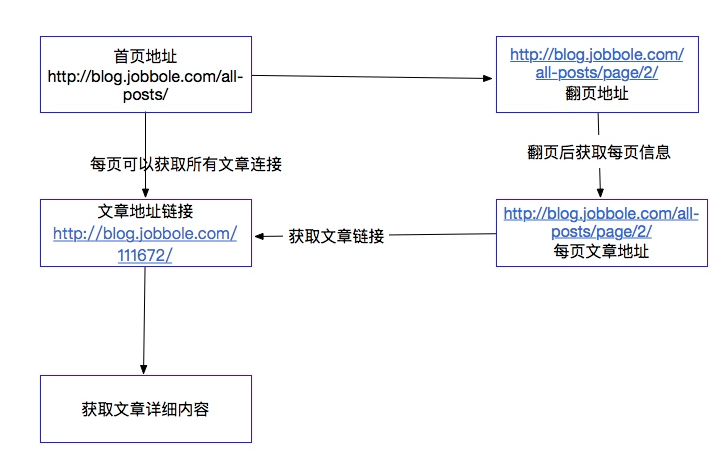 首页地址
http://blog.jobbole.com/all-
posts/
http://blog.jobbole.com/
all-posts/page/2/
翻页地址
每页可以获取所有文章连接
翻页后获取每页信息
文章地址链接
http://blog.jobbole.com/
111672/
获取文章链接
http://blog.jobbole.com/all-
posts/page/2/
每页文章地址
获取文章详细内容